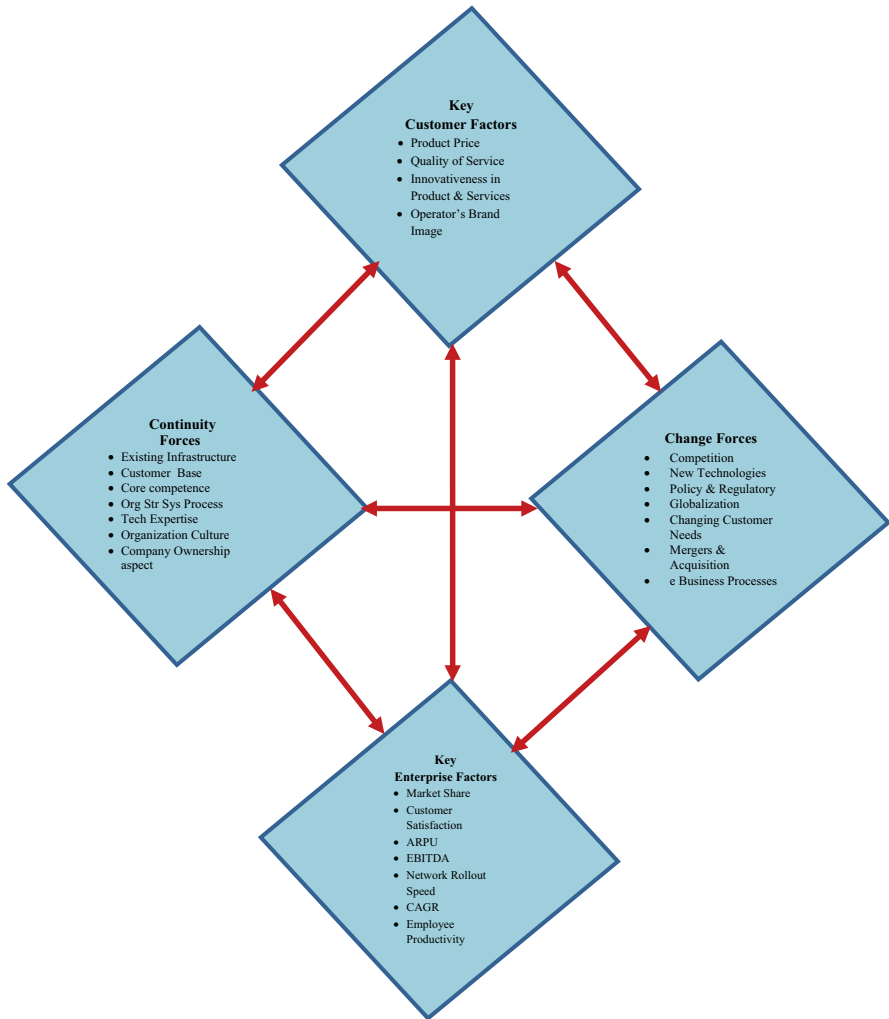 Key
Customer Factors
• Product Price
• Quality of Service
• Innovativeness in
Product & Services
• Operator's Brand
Image
Continuity
Forces
• Existing Infrastructure
• Customer Base
• Core competence
• Org Str Sys Process
• Tech Expertise
• Organization Culture
• Company Ownership
aspect
Change Forces
• Competition
• New Technologies
• Policy & Regulatory
• Globalization
• Changing Customer
Needs
• Mergers &
Acquisition
• e Business Processes
Key
Enterprise Factors
• Market Share
• Customer
Satisfaction
• ARPU
• EBITDA
• Network Rollout
Speed
• CAGR
• Employee
Productivity